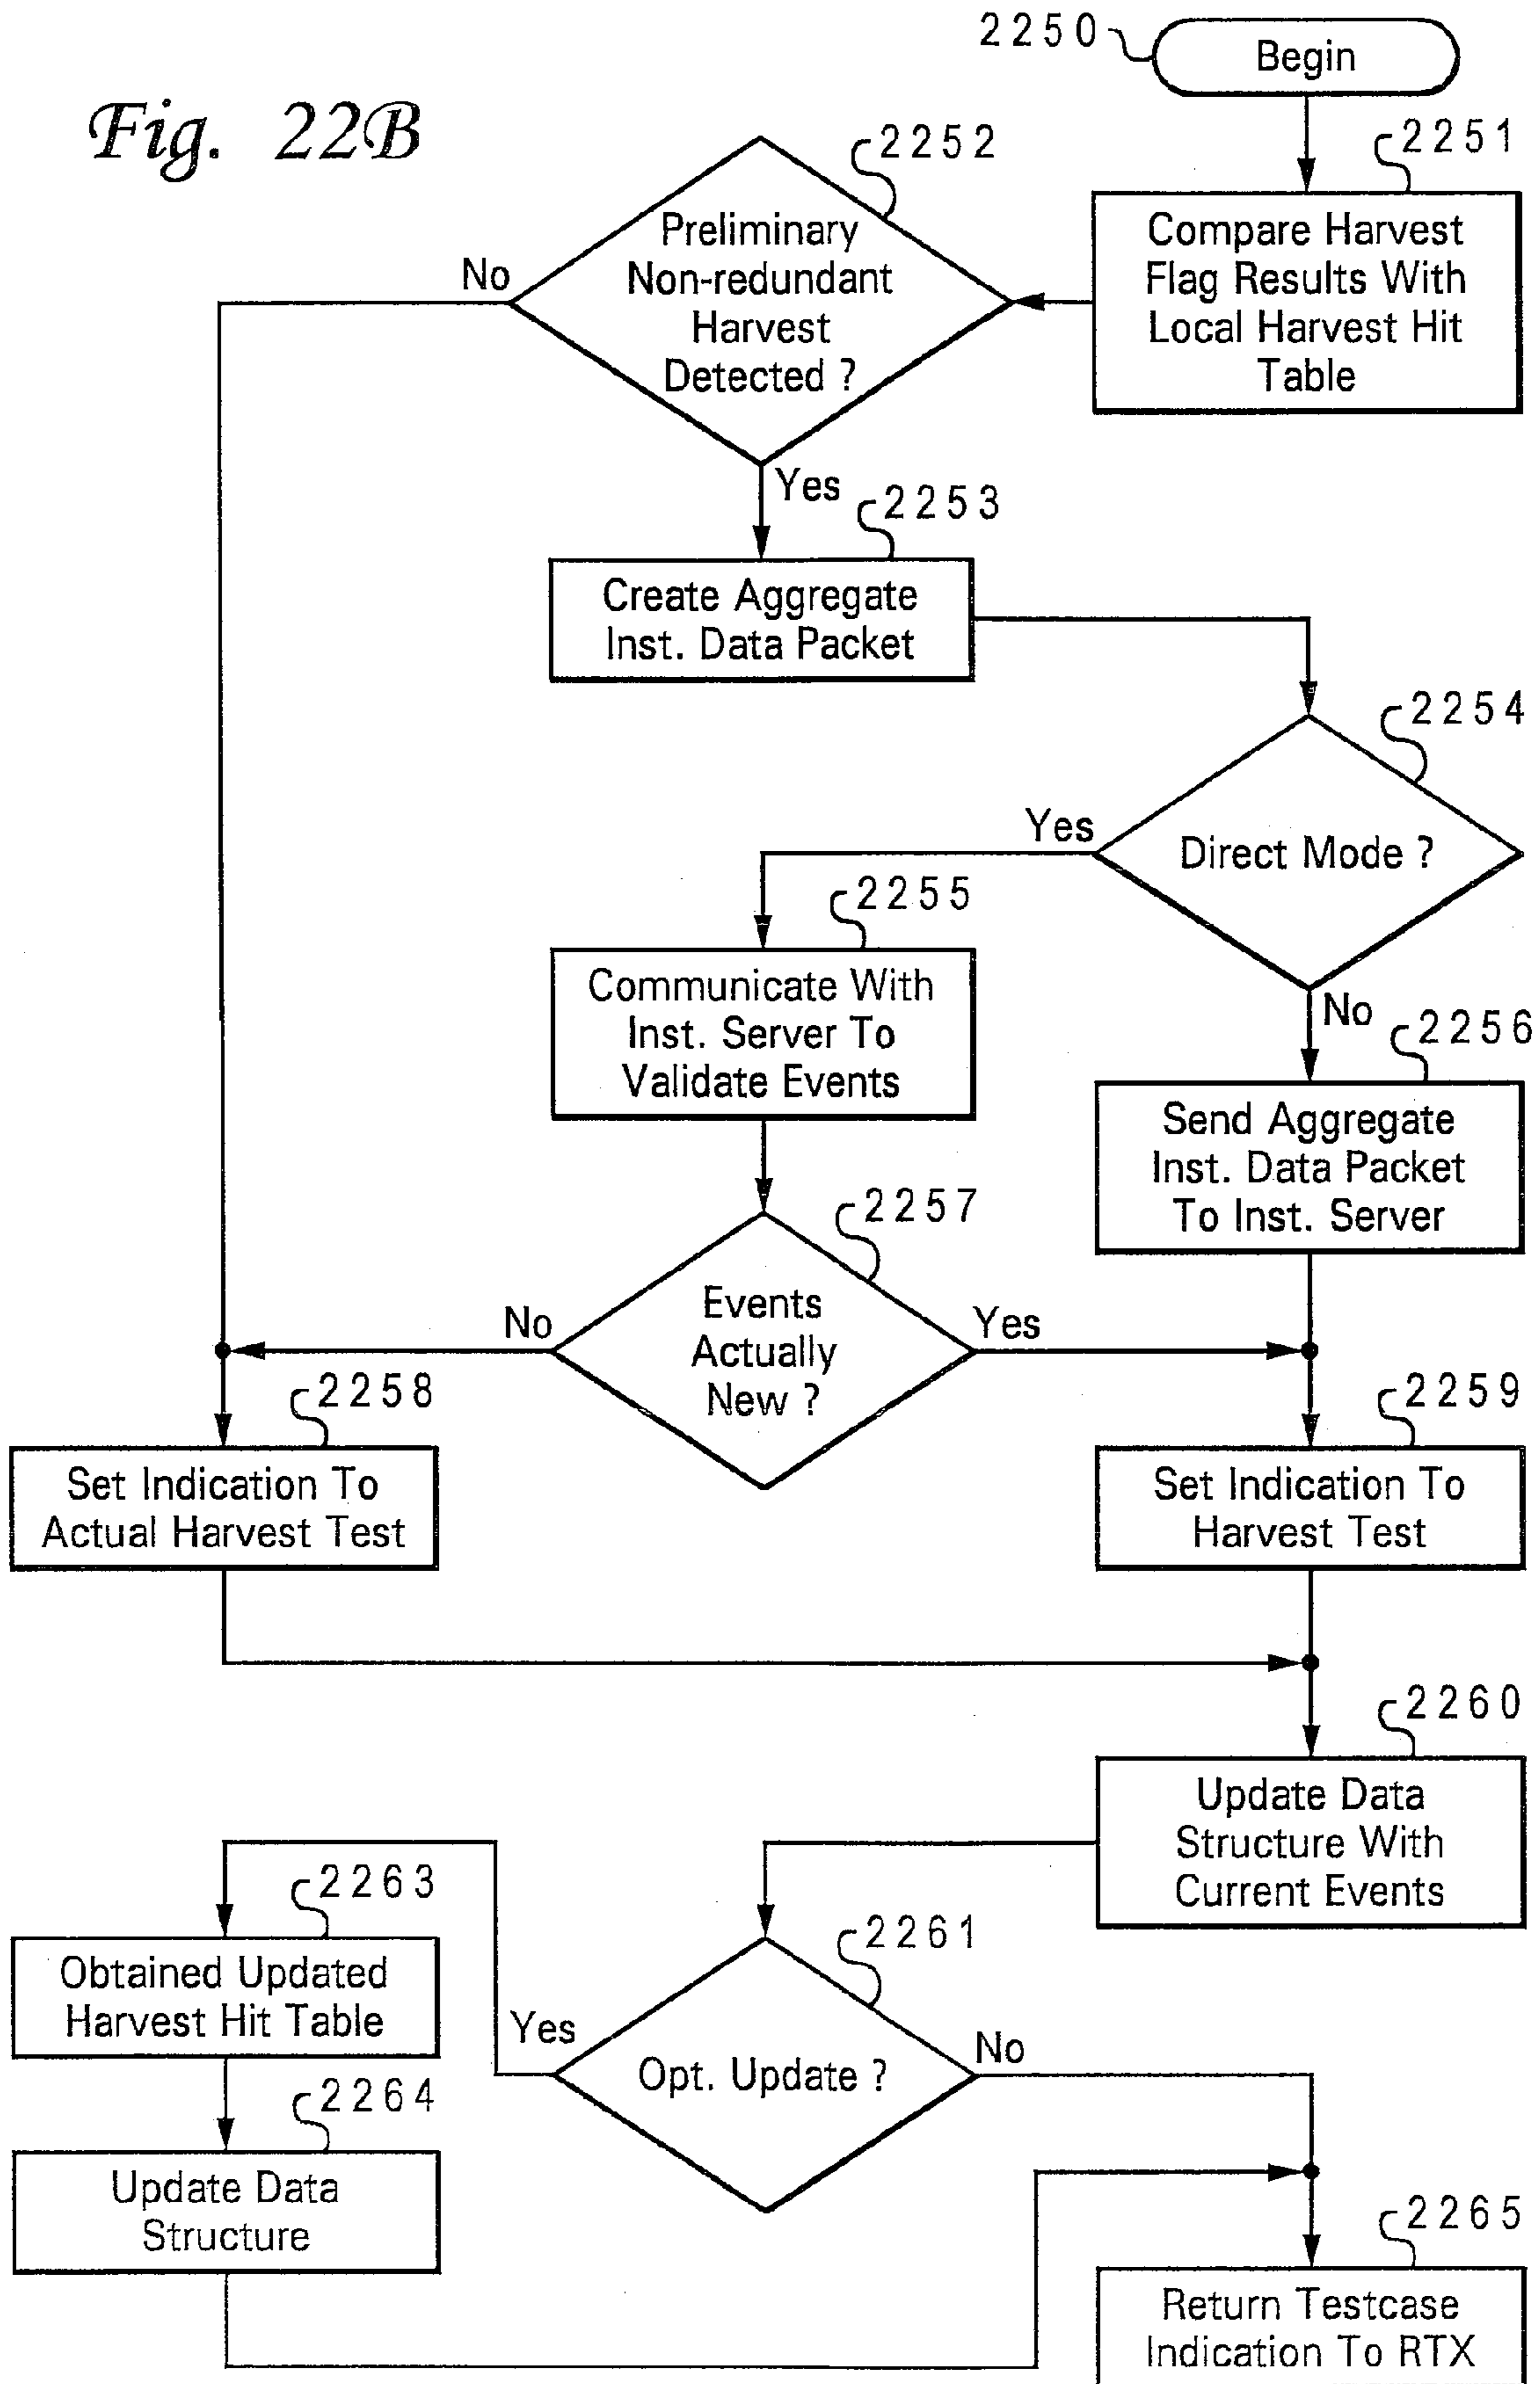 2250
Begin
Fig. 22B
2252
2251
Preliminary
Non-redundant
Harvest
Detected ?
No
Compare Harvest
Flag Results With
Local Harvest Hit
Table
Yes
2253
Create Aggregate
Inst. Data Packet
2254
Direct Mode ?
Yes
2255
Communicate With
Inst. Server To
Validate Events
No
2256
Send Aggregate
Inst. Data Packet
To Inst. Server
2257
Events
Actually
New ?
No
Yes
2258
Set Indication To
Actual Harvest Test
2259
Set Indication To
Harvest Test
2260
Update Data
Structure With
Current Events
2263
Obtained Updated
Harvest Hit Table
2261
Opt. Update ?
Yes
No
2264
Update Data
Structure
2265
Return Testcase
Indication To RTX